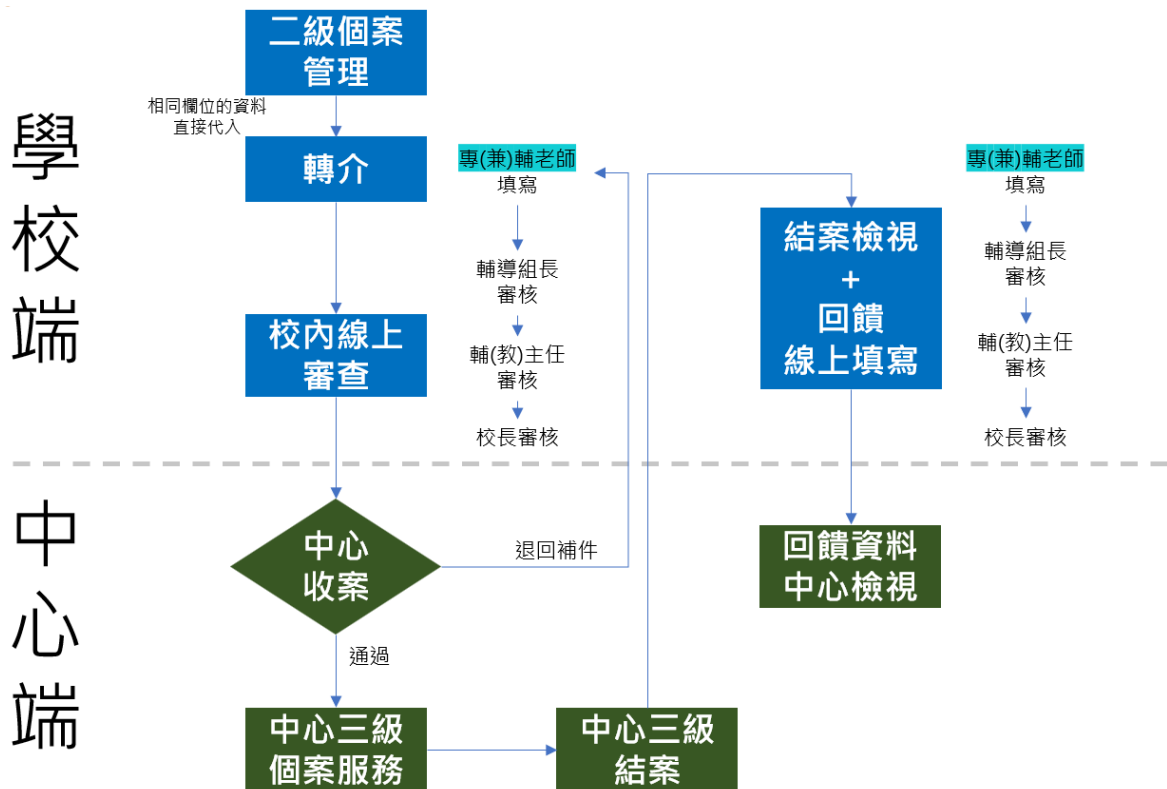 學校端
二級個案
管理
相同欄位的資料
直接代入
轉介
校內線上
審查
專(兼)輔老師
填寫
輔導組長
審核
輔(教)主任
審核
校長審核
結案檢視
+
回饋
線上填寫
專(兼)輔老師
填寫
輔導組長
審核
輔(教)主任
審核
校長審核
中心端
中心
收案
退回補件
通過
中心三級
個案服務
中心三級
結案
回饋資料
中心檢視